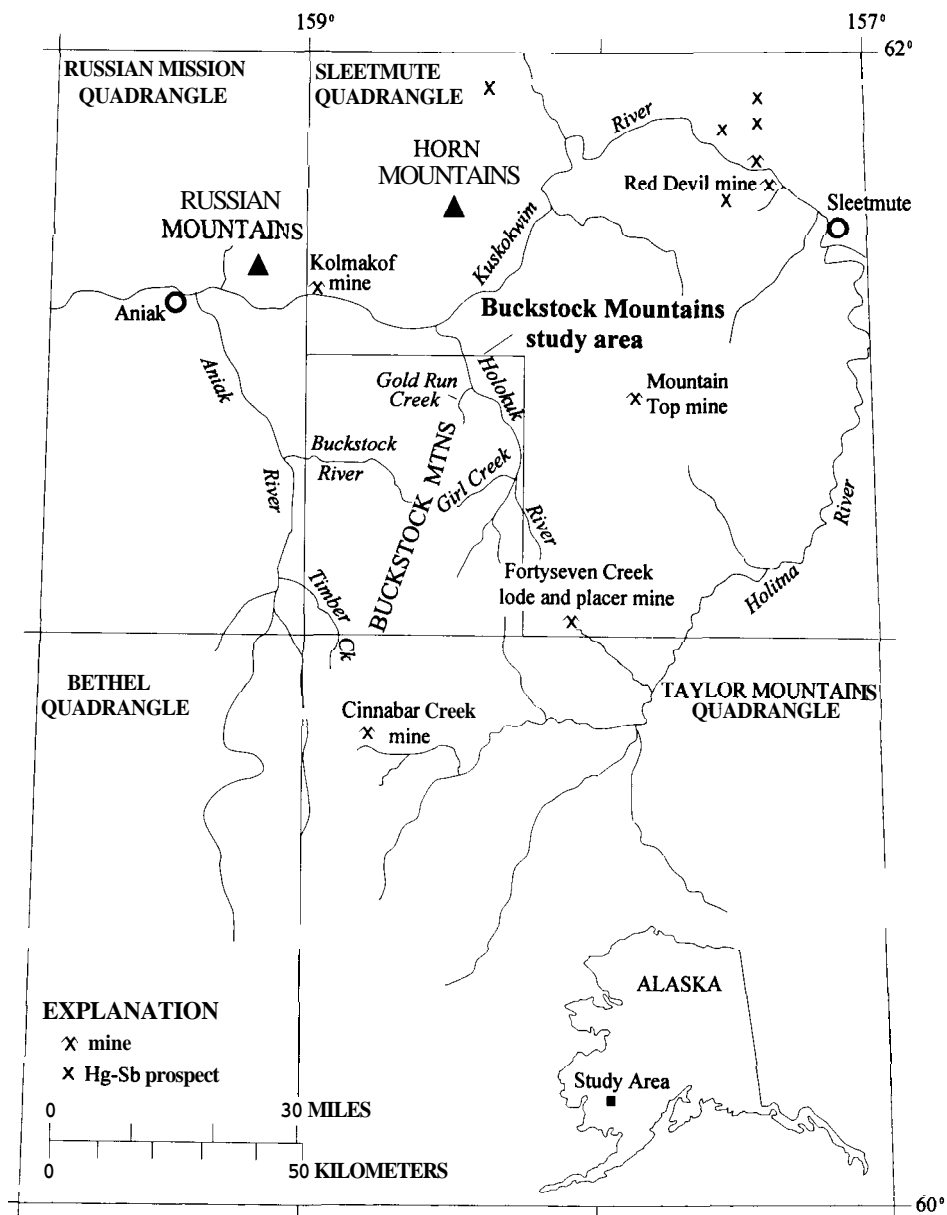 159°
157°
62°
RUSSIAN MISSION
QUADRANGLE
SLEETMUTE
QUADRANGLE
River
HORN
MOUNTAINS
Red Devil mine
Sleetmute
RUSSIAN
MOUNTAINS
Kuskokwim
Kolmakof
mine
Aniak
Buckstock Mountains
study area
Aniak
River
Gold Run
Creek
Holokuk
River
Mountain
Top mine
Buckstock
River
BUCKSTOCK MTNS
Girl Creek
River
Holitna
Timber
Ck
Fortyseven Creek
lode and placer mine
BETHEL
QUADRANGLE
TAYLOR MOUNTAINS
QUADRANGLE
Cinnabar Creek
mine
ALASKA
Study Area
EXPLANATION
mine
Hg-Sb prospect
0
30 MILES
0
50 KILOMETERS
60°